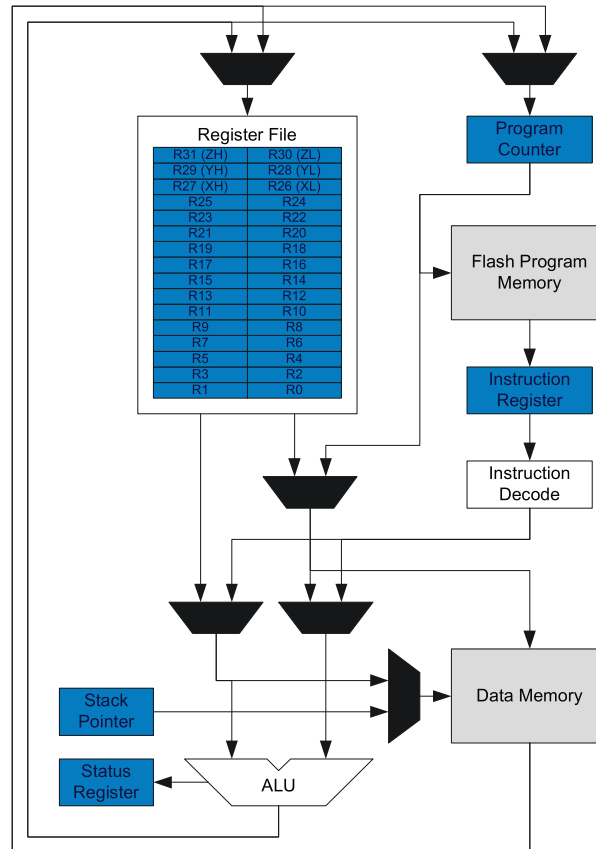 Register File
R31 (ZH) R30 (ZL)
R29 (YH) R28 (YL)
R27 (XH) R26 (XL)
R25 R24
R23 R22
R21 R20
R19 R18
R17 R16
R15 R14
R13 R12
R11 R10
R9 R8
R7 R6
R5 R4
R3 R2
R1 R0
Program
Counter
Flash Program
Memory
Instruction
Register
Instruction
Decode
Stack
Pointer
Data Memory
Status
Register
ALU